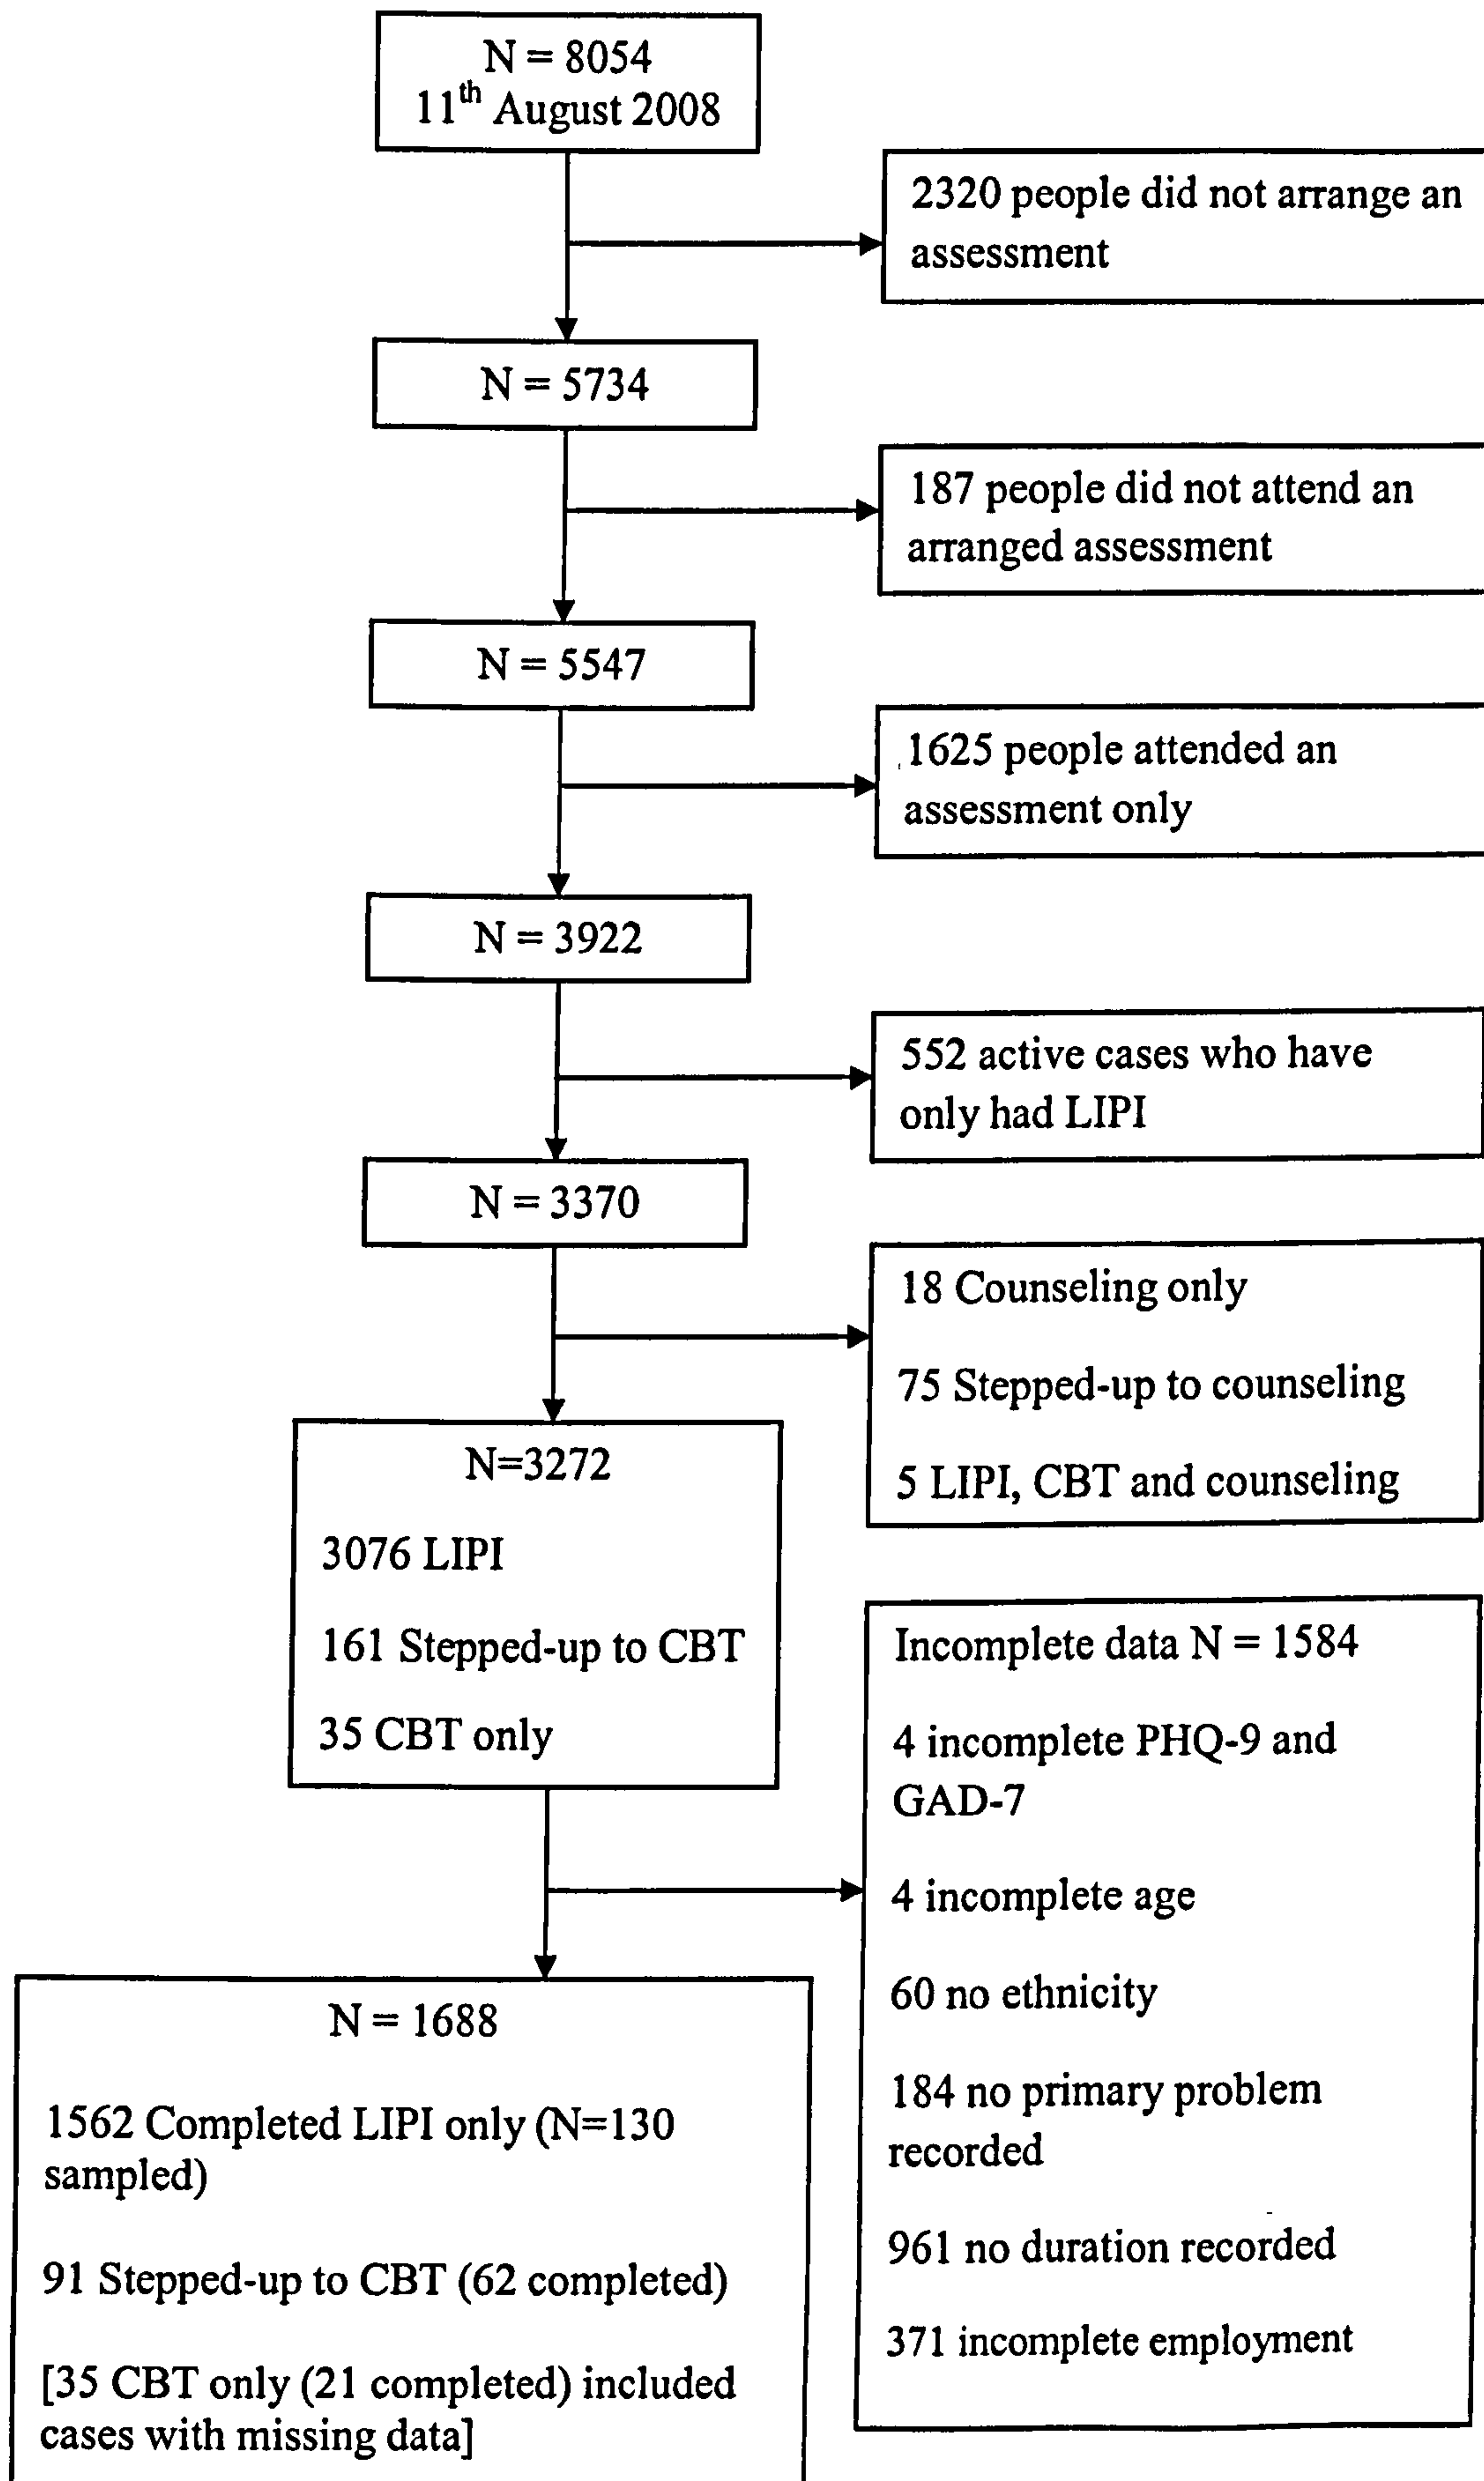 N = 8054
11th August 2008
2320 people did not arrange an
assessment
N = 5734
187 people did not attend an
arranged assessment
N = 5547
1625 people attended an
assessment only
N = 3922
552 active cases who have
only had LIPI
N = 3370
18 Counseling only
75 Stepped-up to counseling
5 LIPI, CBT and counseling
N=3272
3076 LIPI
161 Stepped-up to CBT
35 CBT only
Incomplete data N = 1584
4 incomplete PHQ-9 and
GAD-7
4 incomplete age
60 no ethnicity
184 no primary problem
recorded
961 no duration recorded
371 incomplete employment
N = 1688
1562 Completed LIPI only (N=130
sampled)
91 Stepped-up to CBT (62 completed)
[35 CBT only (21 completed) included
cases with missing data]